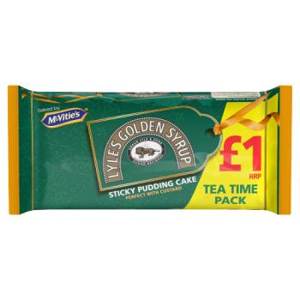 McVitie's
LYLE'S GOLDEN SYRUP
STICKY PUDDING CAKE
PERFECT WITH CUSTARD
£1
RRP
TEA TIME
PACK